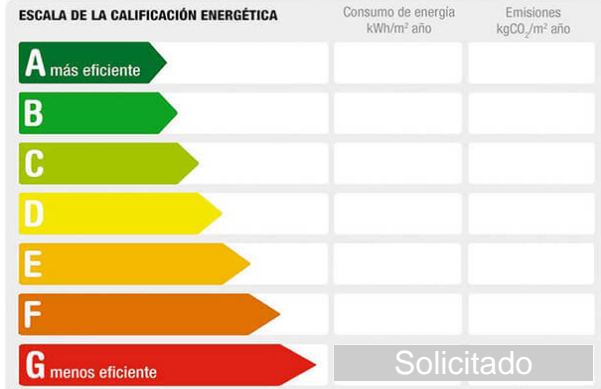 ESCALA DE LA CALIFICACIÓN ENERGÉTICA
Consumo de energía
kWh/m² año
Emisiones
kgCO₂/m² año
A más eficiente
B
C
D
E
F
G menos eficiente
Solicitado